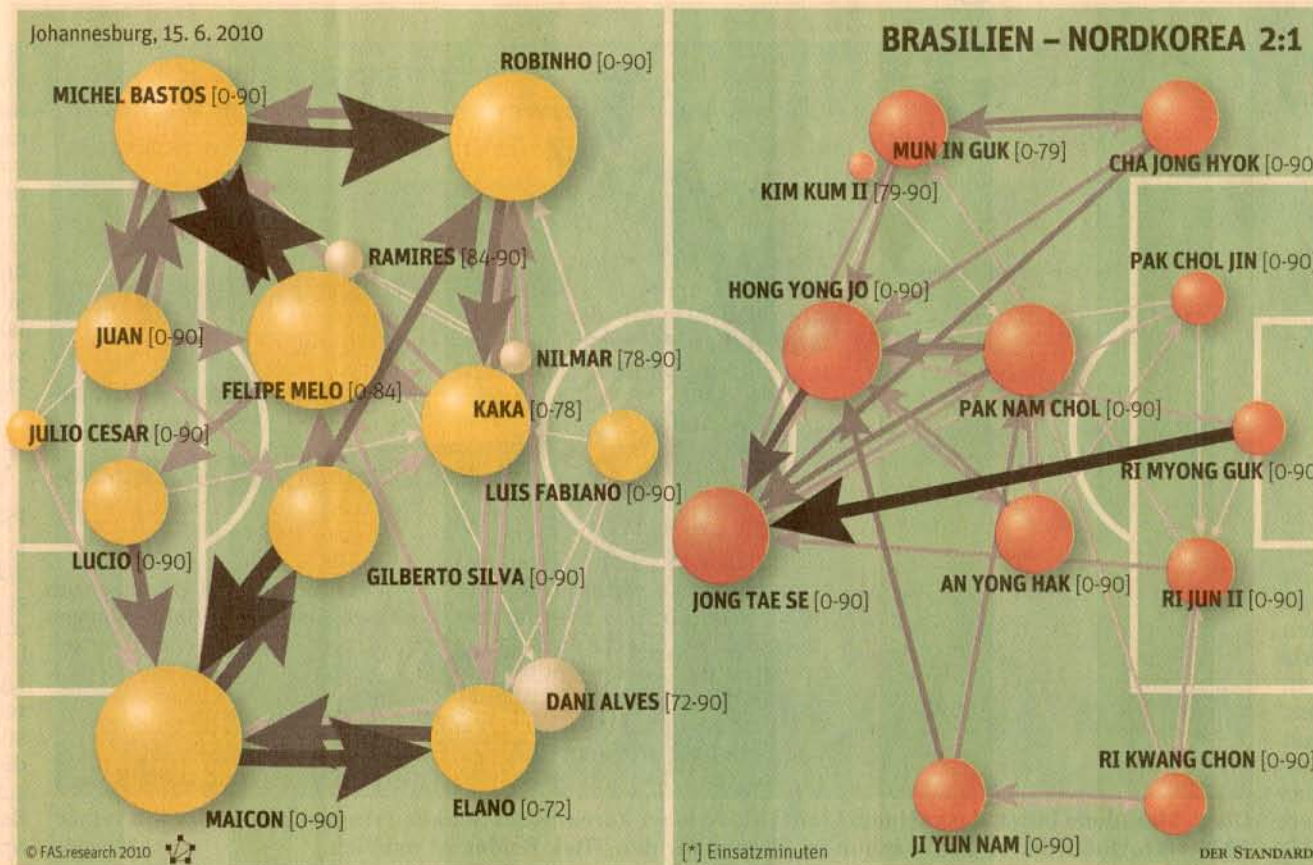 Johannesburg, 15. 6. 2010
BRASILIEN – NORDKOREA 2:1
ROBINHO [0-90]
MICHEL BASTOS [0-90]
RAMIRES [84-90]
JUAN [0-90]
NILMAR [78-90]
FELIPE MELO [0-84]
KAKA [0-78]
JULIO CESAR [0-90]
LUIS FABIANO [0-90]
LUCIO [0-90]
GILBERTO SILVA [0-90]
DANI ALVES [72-90]
ELANO [0-72]
MAICON [0-90]
© FAS.research 2010
MUN IN GUK [0-79]
CHA JONG HYOK [0-90
KIM KUM II [79-90]
PAK CHOL JIN [0-90
HONG YONG JO [0-90]
PAK NAM CHOL [0-90]
RI MYONG GUK [0-90
AN YONG HAK [0-90]
JONG TAE SE [0-90]
RI JUN II [0-90]
RI KWANG CHON [0-90]
JI YUN NAM [0-90]
[*] Einsatzminuten
DER STANDARD